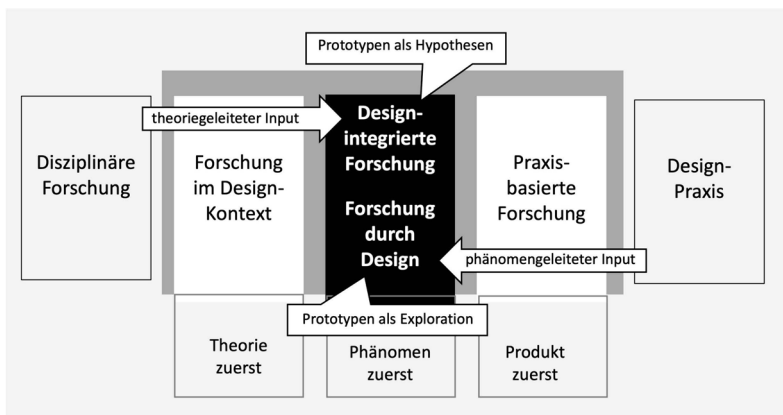 Prototypen als Hypothesen
theoriegeleiteter Input
Disziplinäre
Forschung
Forschung
im Design-
Kontext
Design-
integrierte
Forschung
Forschung
durch
Design
Praxis-
basierte
Forschung
Design-
Praxis
phänomengeleiteter Input
Prototypen als Exploration
Theorie
zuerst
Phänomen
zuerst
Produkt
zuerst